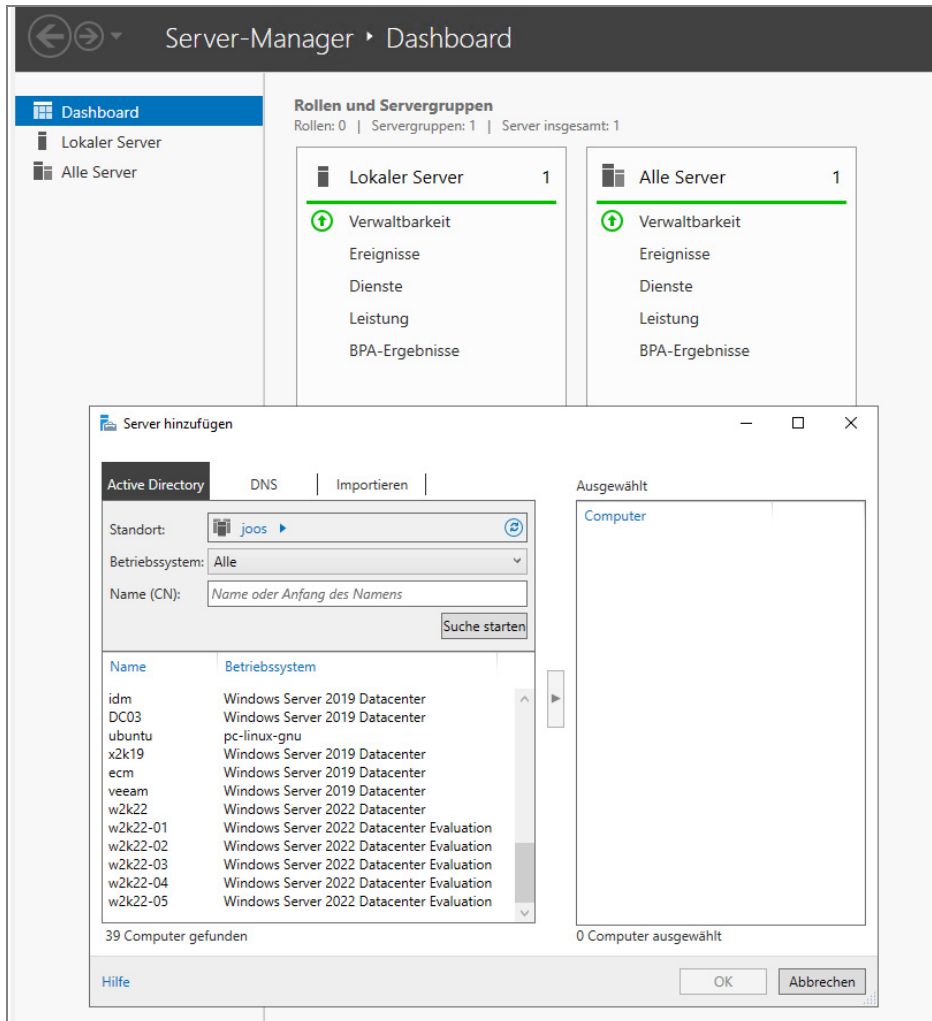 Server-Manager ‣ Dashboard
Dashboard
Lokaler Server
Alle Server
Rollen und Servergruppen
Rollen: 0 | Servergruppen: 1 | Server insgesamt: 1
Lokaler Server 1
Verwaltbarkeit
Ereignisse
Dienste
Leistung
BPA-Ergebnisse
Alle Server 1
Verwaltbarkeit
Ereignisse
Dienste
Leistung
BPA-Ergebnisse
Server hinzufügen
Active Directory DNS Importieren
Standort: joos
Betriebssystem: Alle
Name (CN): Name oder Anfang des Namens
Suche starten
Name Betriebssystem
idm Windows Server 2019 Datacenter
DC03 Windows Server 2019 Datacenter
ubuntu pc-linux-gnu
x2k19 Windows Server 2019 Datacenter
ecm Windows Server 2019 Datacenter
veeam Windows Server 2019 Datacenter
w2k22 Windows Server 2022 Datacenter
w2k22-01 Windows Server 2022 Datacenter Evaluation
w2k22-02 Windows Server 2022 Datacenter Evaluation
w2k22-03 Windows Server 2022 Datacenter Evaluation
w2k22-04 Windows Server 2022 Datacenter Evaluation
w2k22-05 Windows Server 2022 Datacenter Evaluation
39 Computer gefunden
Ausgewählt
Computer
0 Computer ausgewählt
Hilfe
OK
Abbrechen